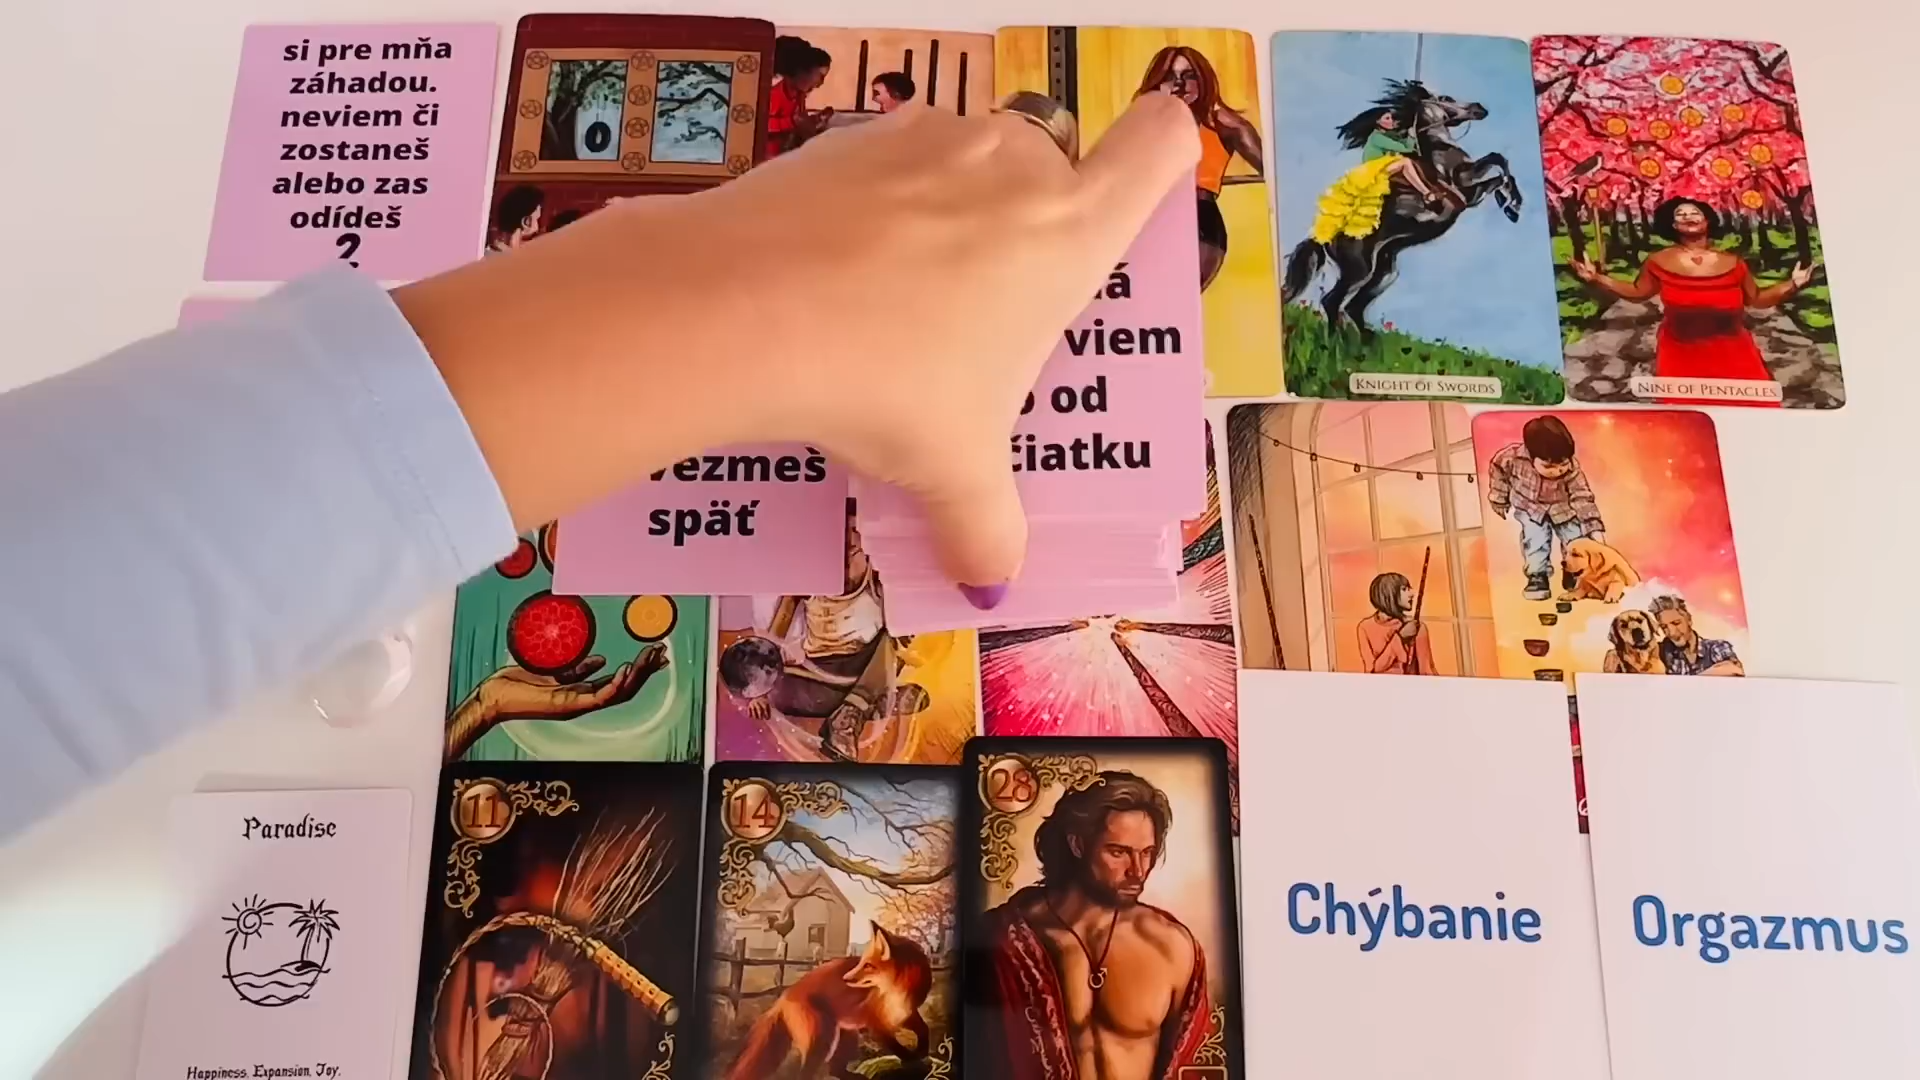 si pre mňa
záhadou.
neviem či
zostaneš
alebo zas
odídeš
?
KNIGHT OF SWORDS
NINE OF PENTACLES
viem
od
vezmeš
späť
Paradise
Happiness, Expansion, Joy,
11
14
28
Chýbanie
Orgazmus